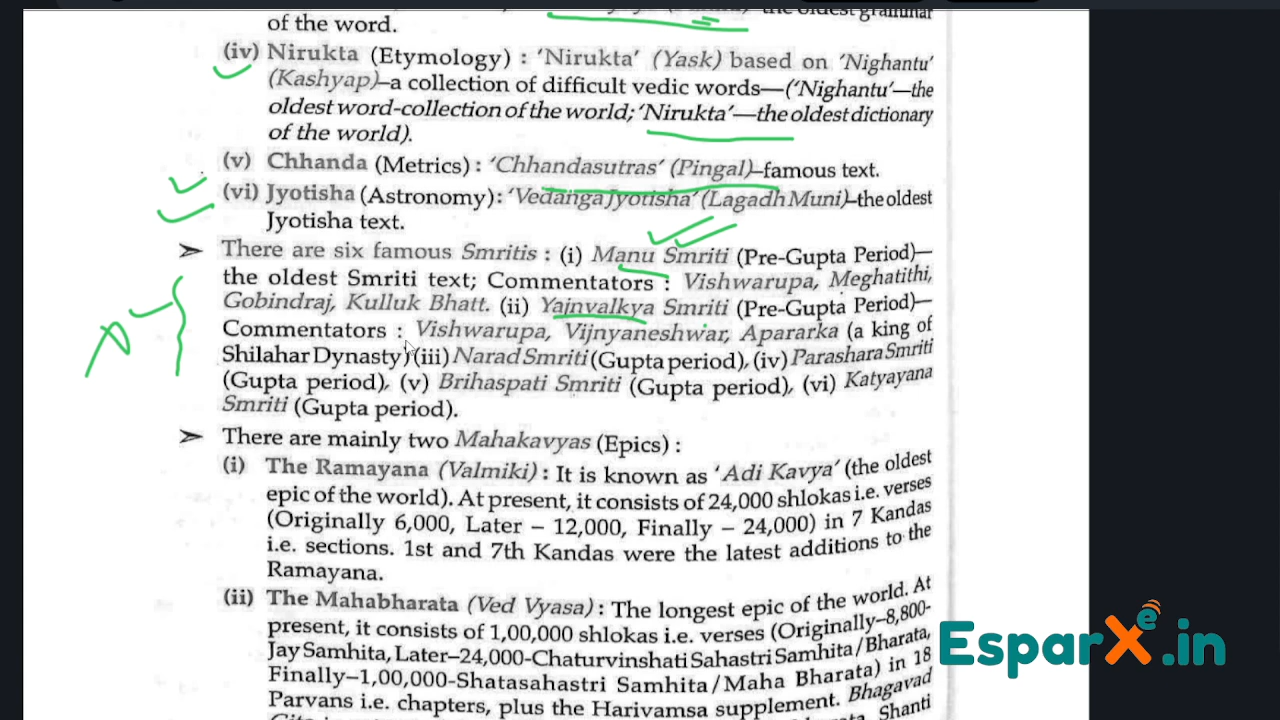 the oldest grammar
of the word.
(iv) Nirukta (Etymology) : 'Nirukta' (Yask) based on 'Nighantu'
(Kashyap)–a collection of difficult vedic words—('Nighantu'—the
oldest word-collection of the world; 'Nirukta'—the oldest dictionary
of the world).
(v) Chhanda (Metrics) : 'Chhandasutras' (Pingal)–famous text.
(vi) Jyotisha (Astronomy) : 'Vedanga Jyotisha' (Lagadh Muni)–the oldest
Jyotisha text.
➢ There are six famous Smritis : (i) Manu Smriti (Pre-Gupta Period)—
the oldest Smriti text; Commentators : Vishwarupa, Meghatithi,
Gobindraj, Kulluk Bhatt. (ii) Yajnvalkya Smriti (Pre-Gupta Period)—
Commentators : Vishwarupa, Vijnyaneshwar, Apararka (a king of
Shilahar Dynasty) (iii) Narad Smriti (Gupta period), (iv) Parashara Smriti
(Gupta period), (v) Brihaspati Smriti (Gupta period), (vi) Katyayana
Smriti (Gupta period).
➢ There are mainly two Mahakavyas (Epics) :
(i) The Ramayana (Valmiki) : It is known as 'Adi Kavya' (the oldest
epic of the world). At present, it consists of 24,000 shlokas i.e. verses
(Originally 6,000, Later – 12,000, Finally – 24,000) in 7 Kandas
i.e. sections. 1st and 7th Kandas were the latest additions to the
Ramayana.
(ii) The Mahabharata (Ved Vyasa) : The longest epic of the world. At
present, it consists of 1,00,000 shlokas i.e. verses (Originally–8,800-
Jay Samhita, Later–24,000-Chaturvinshati Sahastri Samhita/Bharata,
Finally–1,00,000-Shatasahastri Samhita/Maha Bharata) in 18
Parvans i.e. chapters, plus the Harivamsa supplement. Bhagavad
Shanti
EsparXe.in